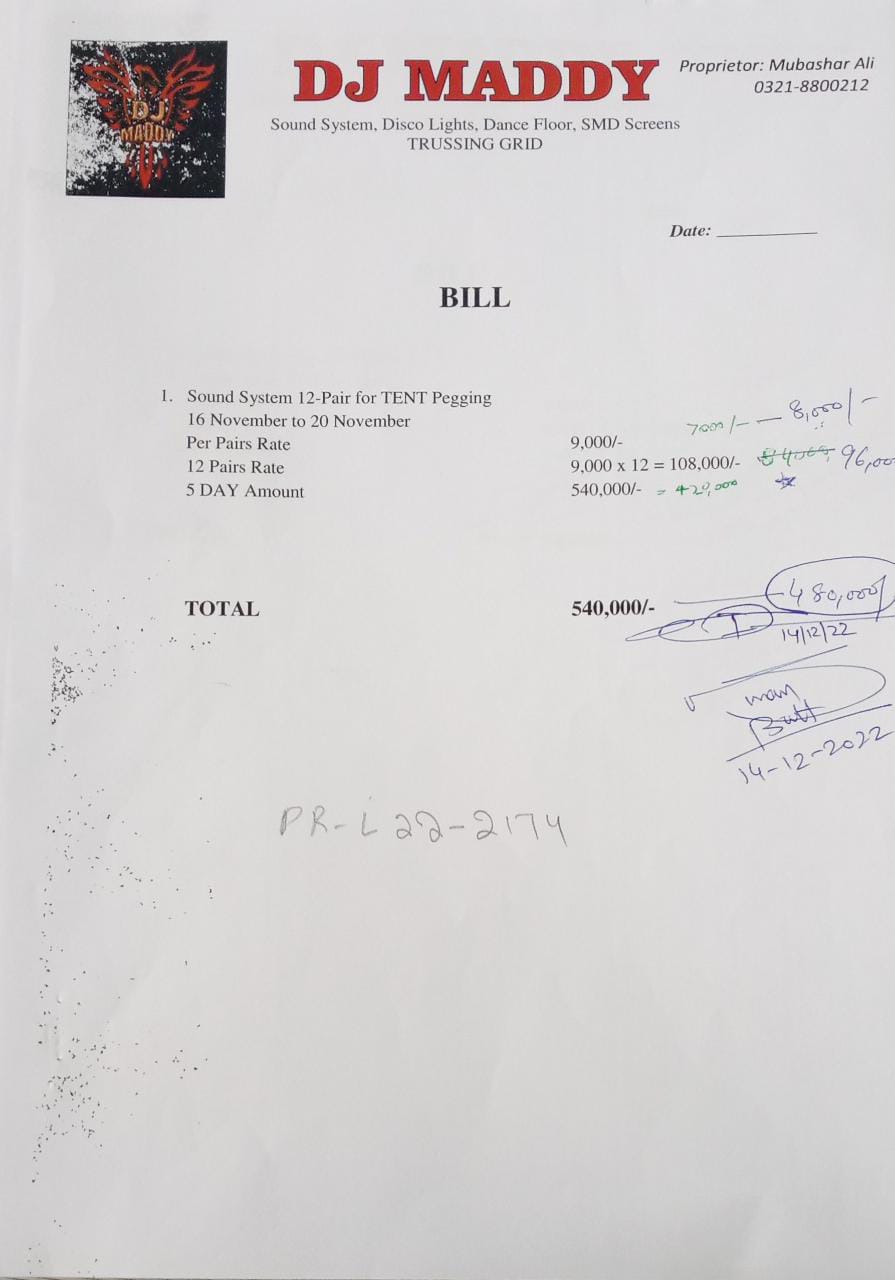 DJ
MADDY
DJ MADDY
Proprietor: Mubashar Ali
0321-8800212
Sound System, Disco Lights, Dance Floor, SMD Screens
TRUSSING GRID
Date: ___________
BILL
1. Sound System 12-Pair for TENT Pegging
16 November to 20 November
7000/- — 8,000/-
Per Pairs Rate 9,000/-
12 Pairs Rate 9,000 x 12 = 108,000/- 84,000 96,00
5 DAY Amount 540,000/- = 420,000
TOTAL 540,000/- 480,000/
14/12/22
Butt
14-12-2022
PR-L22-2174